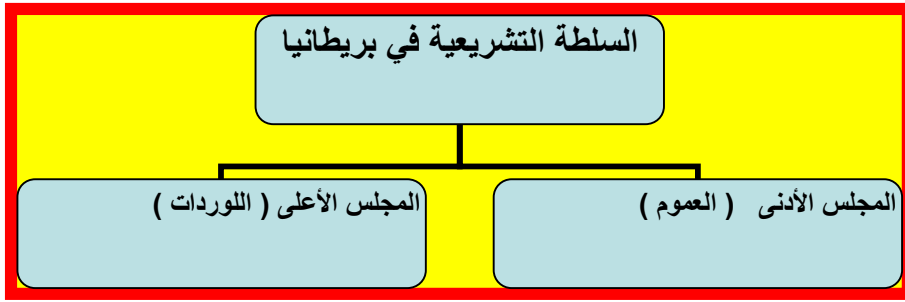 السلطة التشريعية في بريطانيا
المجلس الأدنى ( العموم )
المجلس الأعلى ( اللوردات )